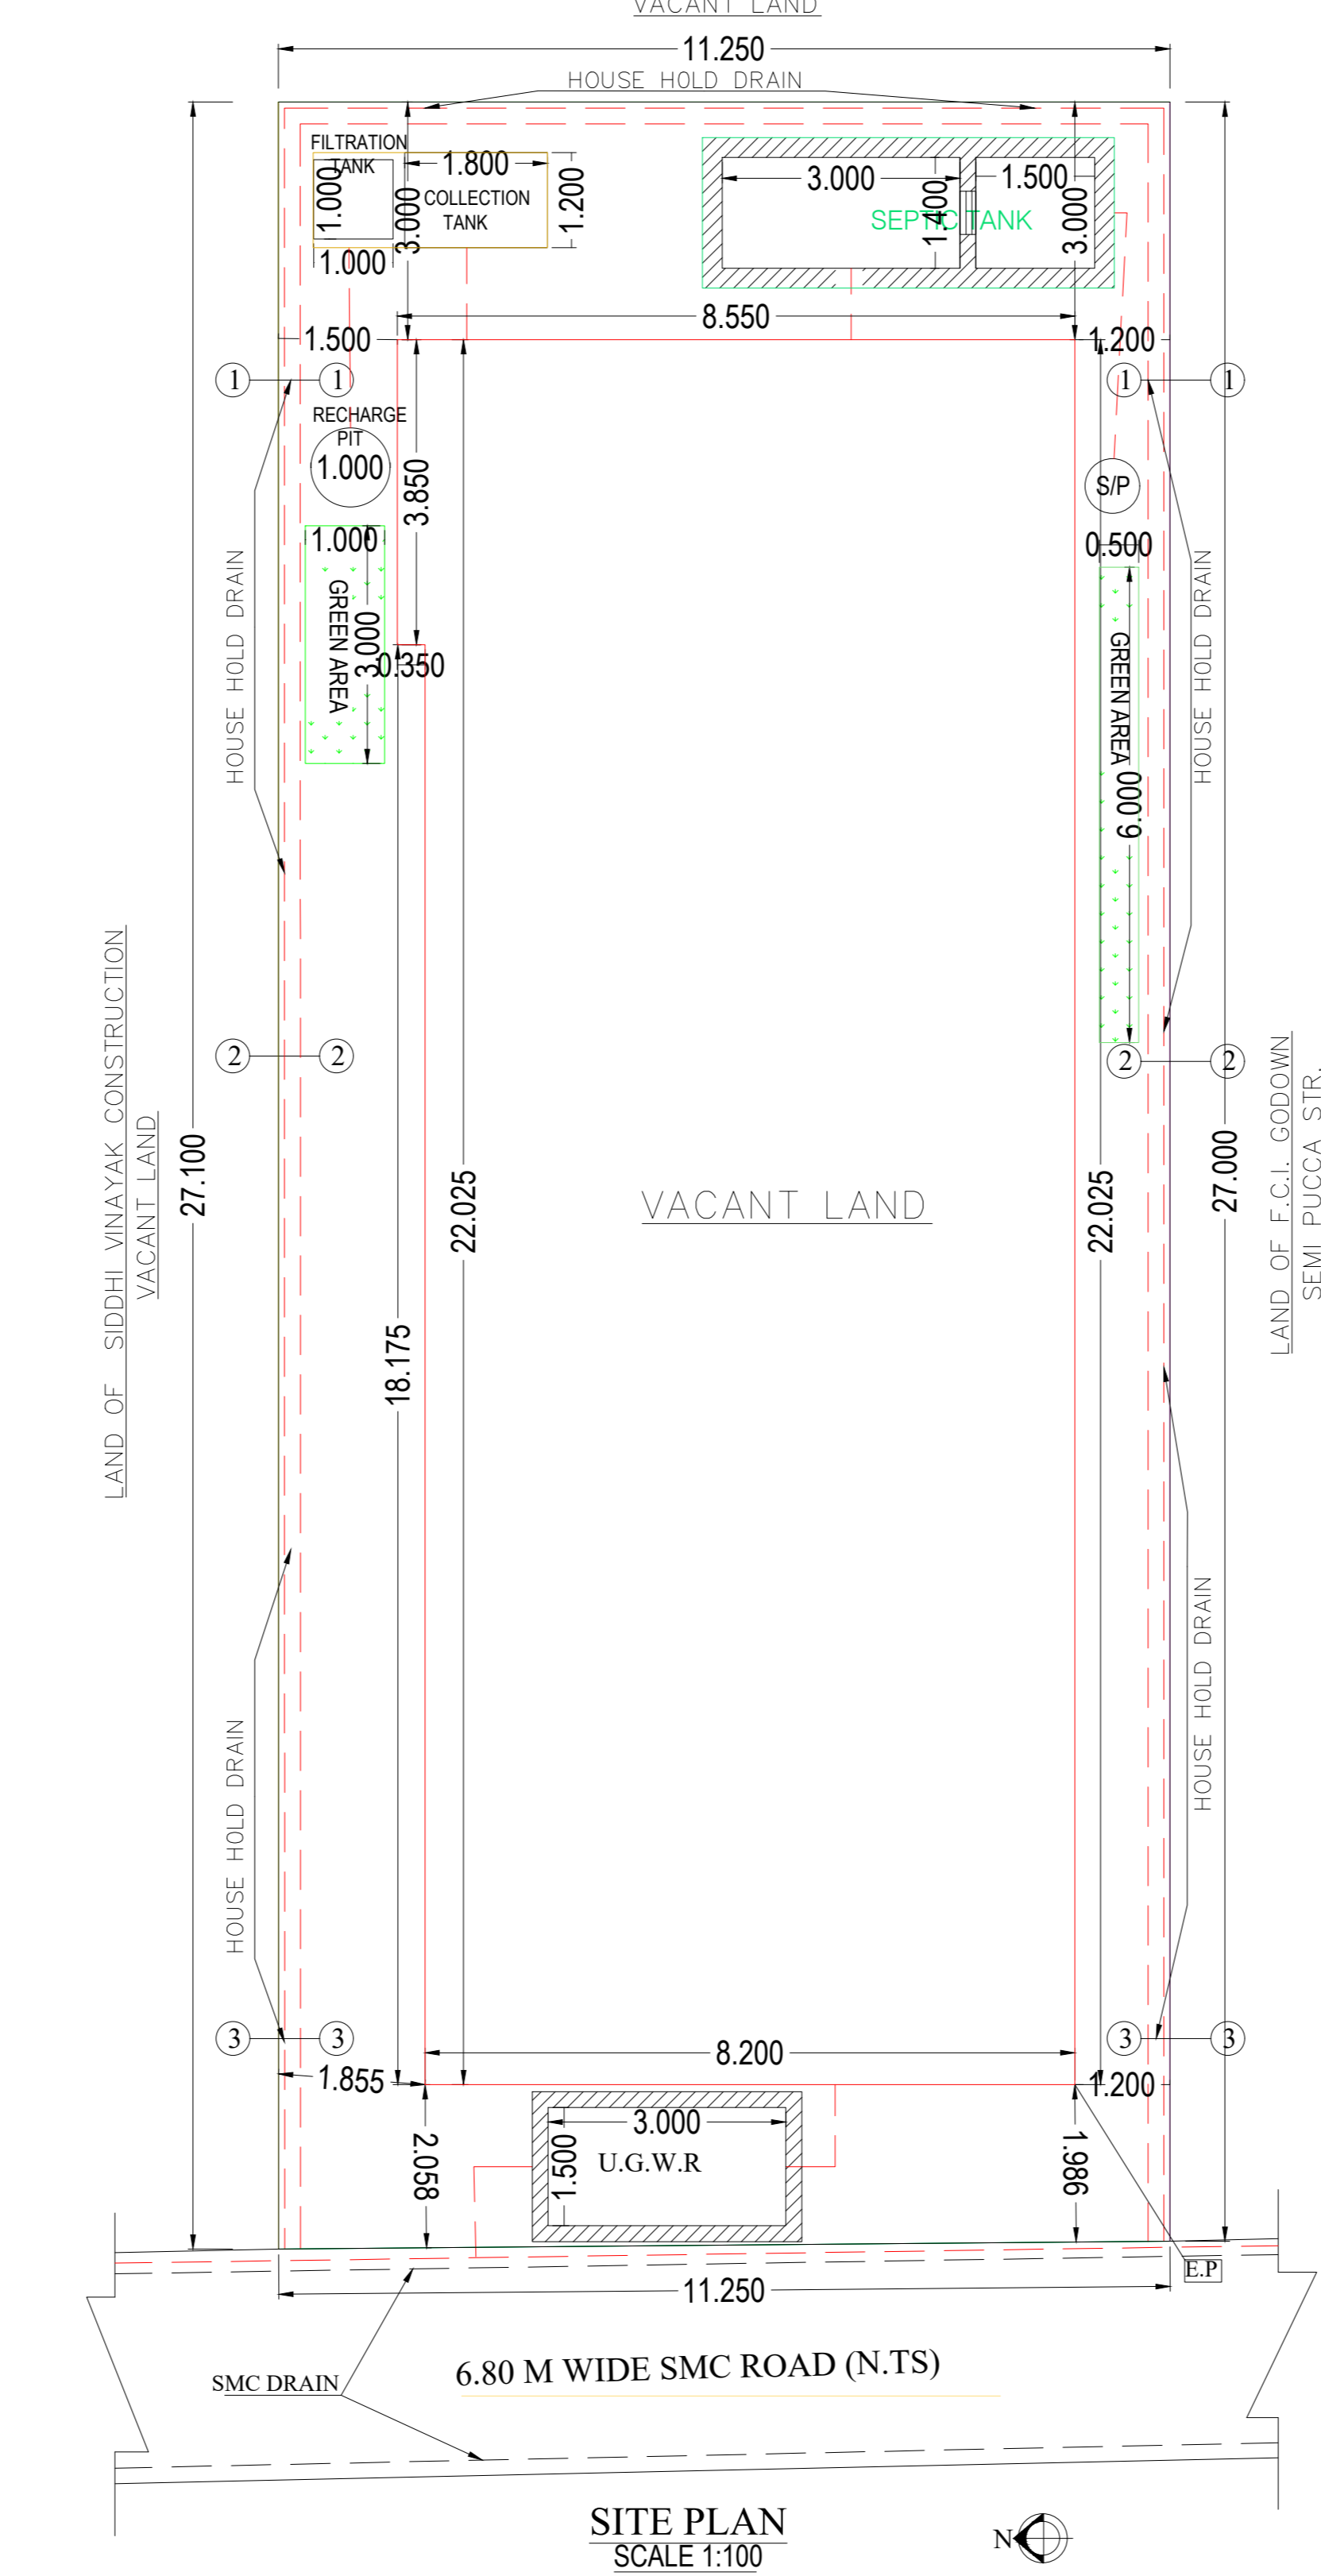 VACANT LAND
11.250
HOUSE HOLD DRAIN
FILTRATION
TANK
1.000
1.000
3.000
1.800
COLLECTION
TANK
1.200
3.000
1.400
1.500
SEPTIC TANK
3.000
8.550
1.500
1.200
1
1
1
1
RECHARGE
PIT
1.000
3.850
S/P
1.000
GREEN AREA
3.000
0.350
0.500
GREEN AREA
6.000
HOUSE HOLD DRAIN
HOUSE HOLD DRAIN
2
2
2
2
LAND OF SIDDHI VINAYAK CONSTRUCTION
VACANT LAND
27.100
18.175
22.025
VACANT LAND
22.025
27.000
LAND OF F.C.I. GODOWN
SEMI PUCCA STR.
HOUSE HOLD DRAIN
HOUSE HOLD DRAIN
3
3
3
3
8.200
1.855
1.200
2.058
3.000
1.500
U.G.W.R
1.986
E.P
11.250
SMC DRAIN
6.80 M WIDE SMC ROAD (N.TS)
SITE PLAN
SCALE 1:100
N